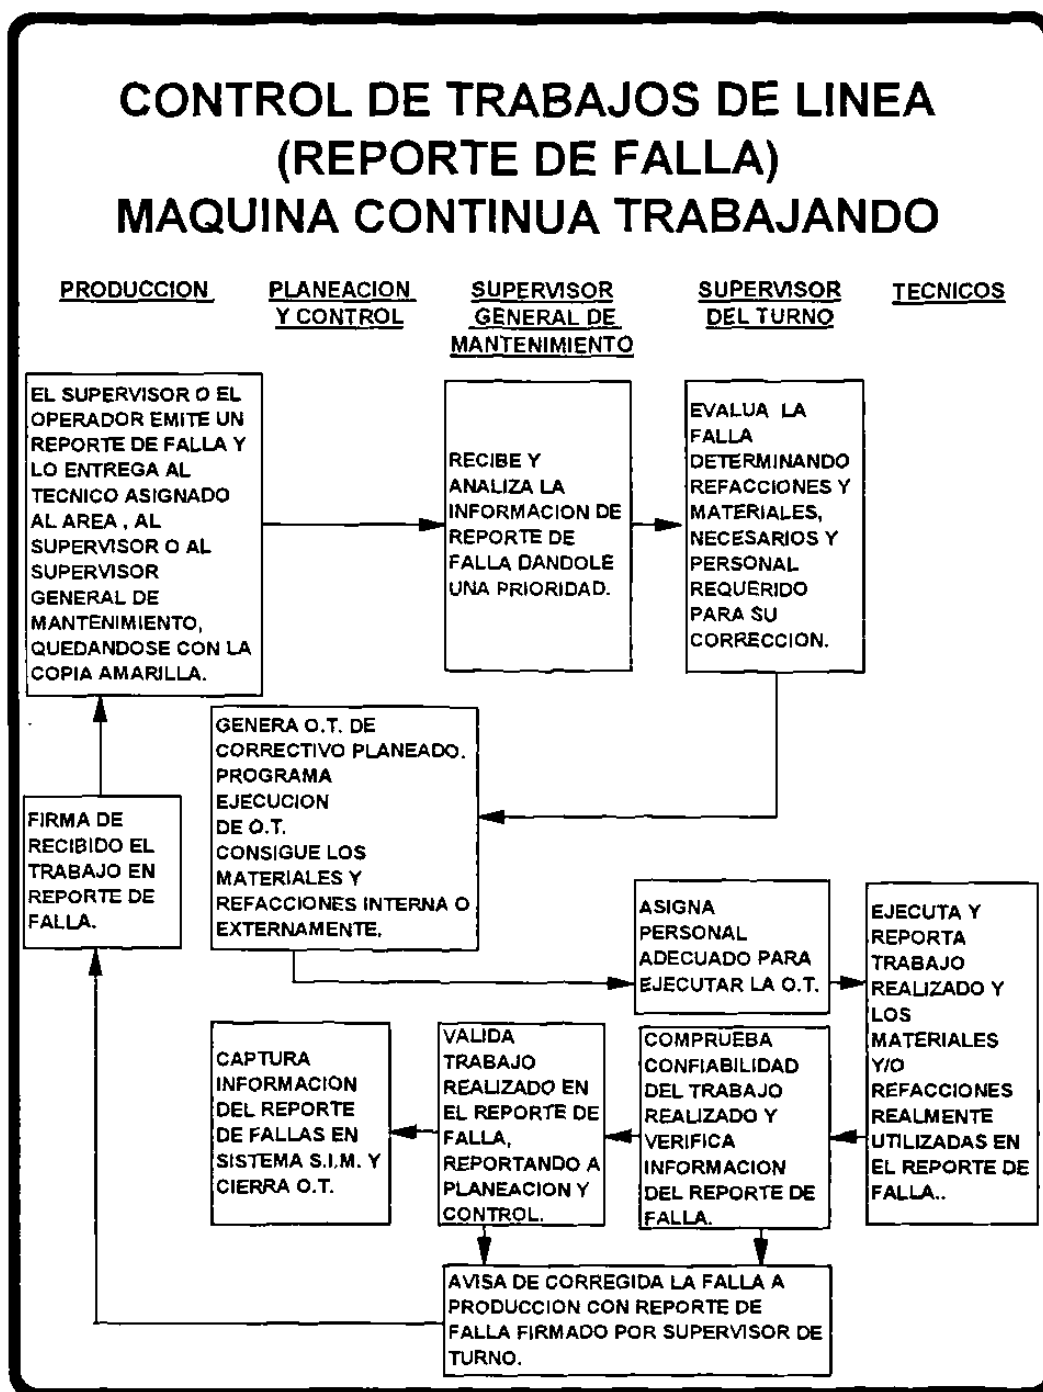 CONTROL DE TRABAJOS DE LINEA
(REPORTE DE FALLA)
MAQUINA CONTINUA TRABAJANDO
PRODUCCION
PLANEACION
Y CONTROL
SUPERVISOR
GENERAL DE
MANTENIMIENTO
SUPERVISOR
DEL TURNO
TECNICOS
EL SUPERVISOR O EL
OPERADOR EMITE UN
REPORTE DE FALLA Y
LO ENTREGA AL
TECNICO ASIGNADO
AL AREA , AL
SUPERVISOR O AL
SUPERVISOR
GENERAL DE
MANTENIMIENTO,
QUEDANDOSE CON LA
COPIA AMARILLA.
RECIBE Y
ANALIZA LA
INFORMACION DE
REPORTE DE
FALLA DANDOLE
UNA PRIORIDAD.
EVALUA LA
FALLA
DETERMINANDO
REFACCIONES Y
MATERIALES,
NECESARIOS Y
PERSONAL
REQUERIDO
PARA SU
CORRECCION.
GENERA O.T. DE
CORRECTIVO PLANEADO.
PROGRAMA
EJECUCION
DE O.T.
CONSIGUE LOS
MATERIALES Y
REFACCIONES INTERNA O
EXTERNAMENTE.
ASIGNA
PERSONAL
ADECUADO PARA
EJECUTAR LA O.T.
EJECUTA Y
REPORTA
TRABAJO
REALIZADO Y
LOS
MATERIALES
Y/O
REFACCIONES
REALMENTE
UTILIZADAS EN
EL REPORTE DE
FALLA..
COMPRUEBA
CONFIABILIDAD
DEL TRABAJO
REALIZADO Y
VERIFICA
INFORMACION
DEL REPORTE DE
FALLA.
VALIDA
TRABAJO
REALIZADO EN
EL REPORTE DE
FALLA,
REPORTANDO A
PLANEACION Y
CONTROL.
CAPTURA
INFORMACION
DEL REPORTE
DE FALLAS EN
SISTEMA S.I.M. Y
CIERRA O.T.
AVISA DE CORREGIDA LA FALLA A
PRODUCCION CON REPORTE DE
FALLA FIRMADO POR SUPERVISOR DE
TURNO.
FIRMA DE
RECIBIDO EL
TRABAJO EN
REPORTE DE
FALLA.